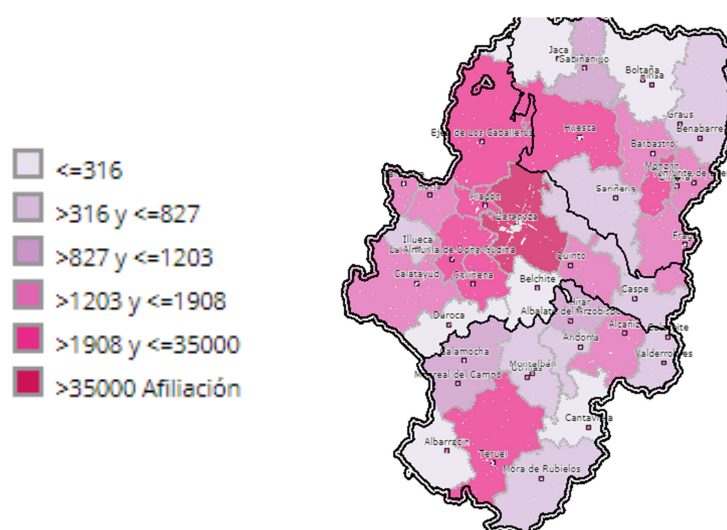 <=316
>316 y <=827
>827 y <=1203
>1203 y <=1908
>1908 y <=35000
>35000 Afiliación
Jaca
Sabiñánigo
Boltaña
Graus
Benabarre
Ejea de Los Caballeros
Huesca
Barbastro
Monzón
Sariñena
Alagón
Zaragoza
Fraga
Illueca
La Almunia de Doña Godina
Quinto
Calatayud
Cariñena
Belchite
Caspe
Daroca
Híjar
Albalate del Arzobispo
Alcañiz
Andorra
Calamocha
Valderrobres
Montalbán
Utrillas
Monreal del Campo
Cantavieja
Albarracín
Teruel
Mora de Rubielos